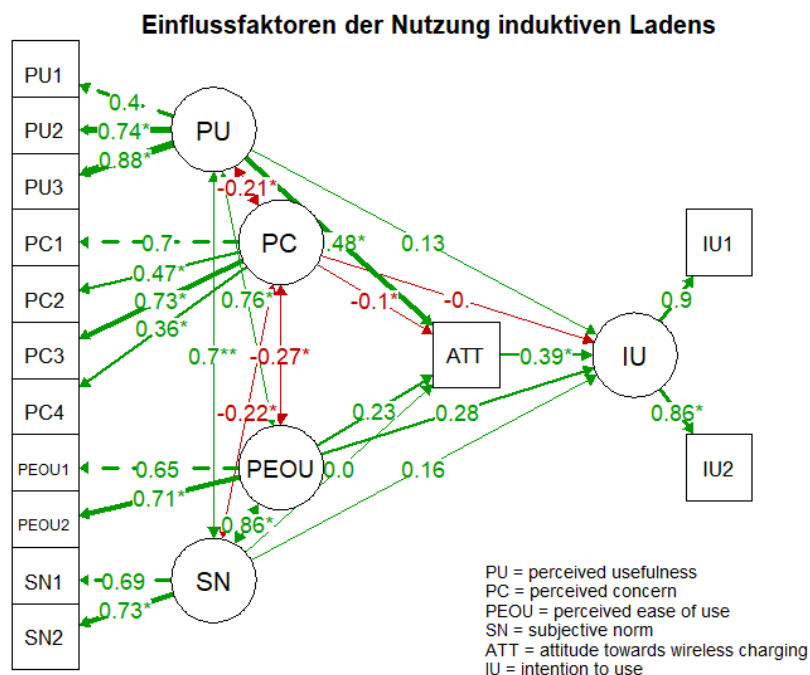 Einflussfaktoren der Nutzung induktiven Ladens
PU1
PU2
PU3
PC1
PC2
PC3
PC4
PEOU1
PEOU2
SN1
SN2
PU
PC
PEOU
SN
ATT
IU
IU1
IU2
0.4
0.74*
0.88*
-0.21*
0.7
0.47*
0.73*
0.36*
0.76*
0.7**
-0.27*
-0.22*
0.65
0.71*
0.86*
0.69
0.73*
.48*
0.13
-0.1*
-0.
0.39*
0.23
0.28
0.0
0.16
0.9
0.86*
PU = perceived usefulness
PC = perceived concern
PEOU = perceived ease of use
SN = subjective norm
ATT = attitude towards wireless charging
IU = intention to use